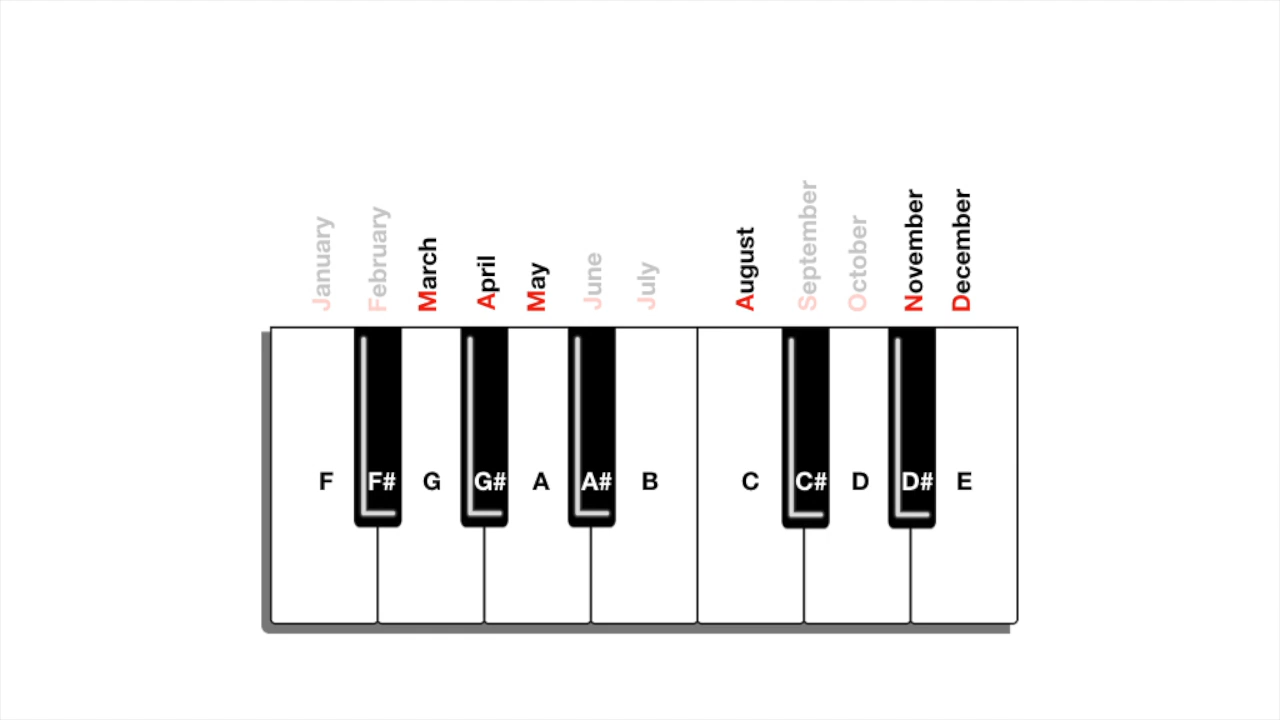 January
February
March
April
May
June
July
August
September
October
November
December
F F# G G# A A# B C C# D D# E